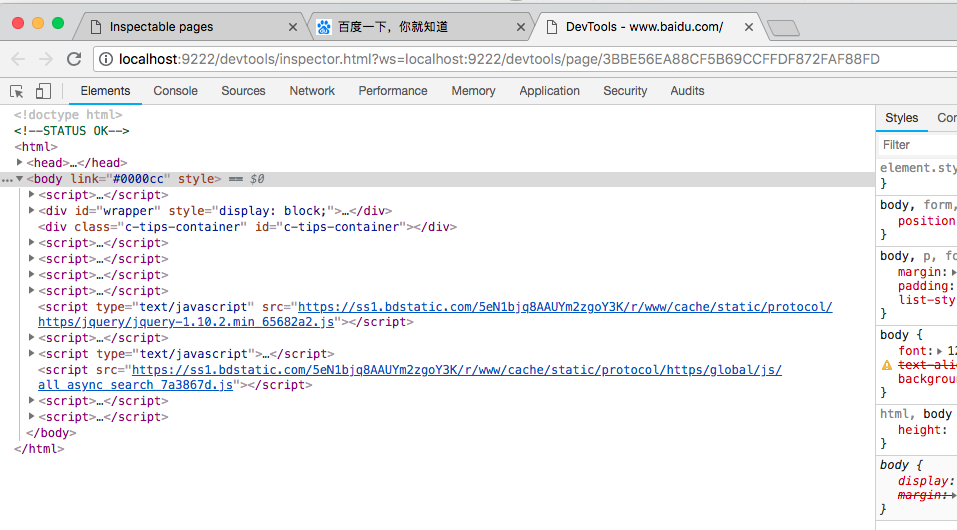 Inspectable pages
百度一下，你就知道
DevTools - www.baidu.com/
localhost:9222/devtools/inspector.html?ws=localhost:9222/devtools/page/3BBE56EA88CF5B69CCFFDF872FAF88FD
Elements Console Sources Network Performance Memory Application Security Audits
<!doctype html>
<!--STATUS OK-->
<html>
<head>…</head>
…<body link="#0000cc" style> == $0
<script>…</script>
<div id="wrapper" style="display: block;">…</div>
<div class="c-tips-container" id="c-tips-container"></div>
<script>…</script>
<script>…</script>
<script>…</script>
<script>…</script>
<script type="text/javascript" src="https://ss1.bdstatic.com/5eN1bjq8AAUYm2zgoY3K/r/www/cache/static/protocol/
https/jquery/jquery-1.10.2.min_65682a2.js"></script>
<script>…</script>
<script type="text/javascript">…</script>
<script src="https://ss1.bdstatic.com/5eN1bjq8AAUYm2zgoY3K/r/www/cache/static/protocol/https/global/js/
all_async_search_7a3867d.js"></script>
<script>…</script>
<script>…</script>
</body>
</html>
Styles Con
Filter
element.sty
}
body, form,
position
}
body, p, fo
margin:
padding:
list-sty
}
body {
font: 12
text-alig
backgroun
}
html, body
height:
}
body {
display:
margin:
}